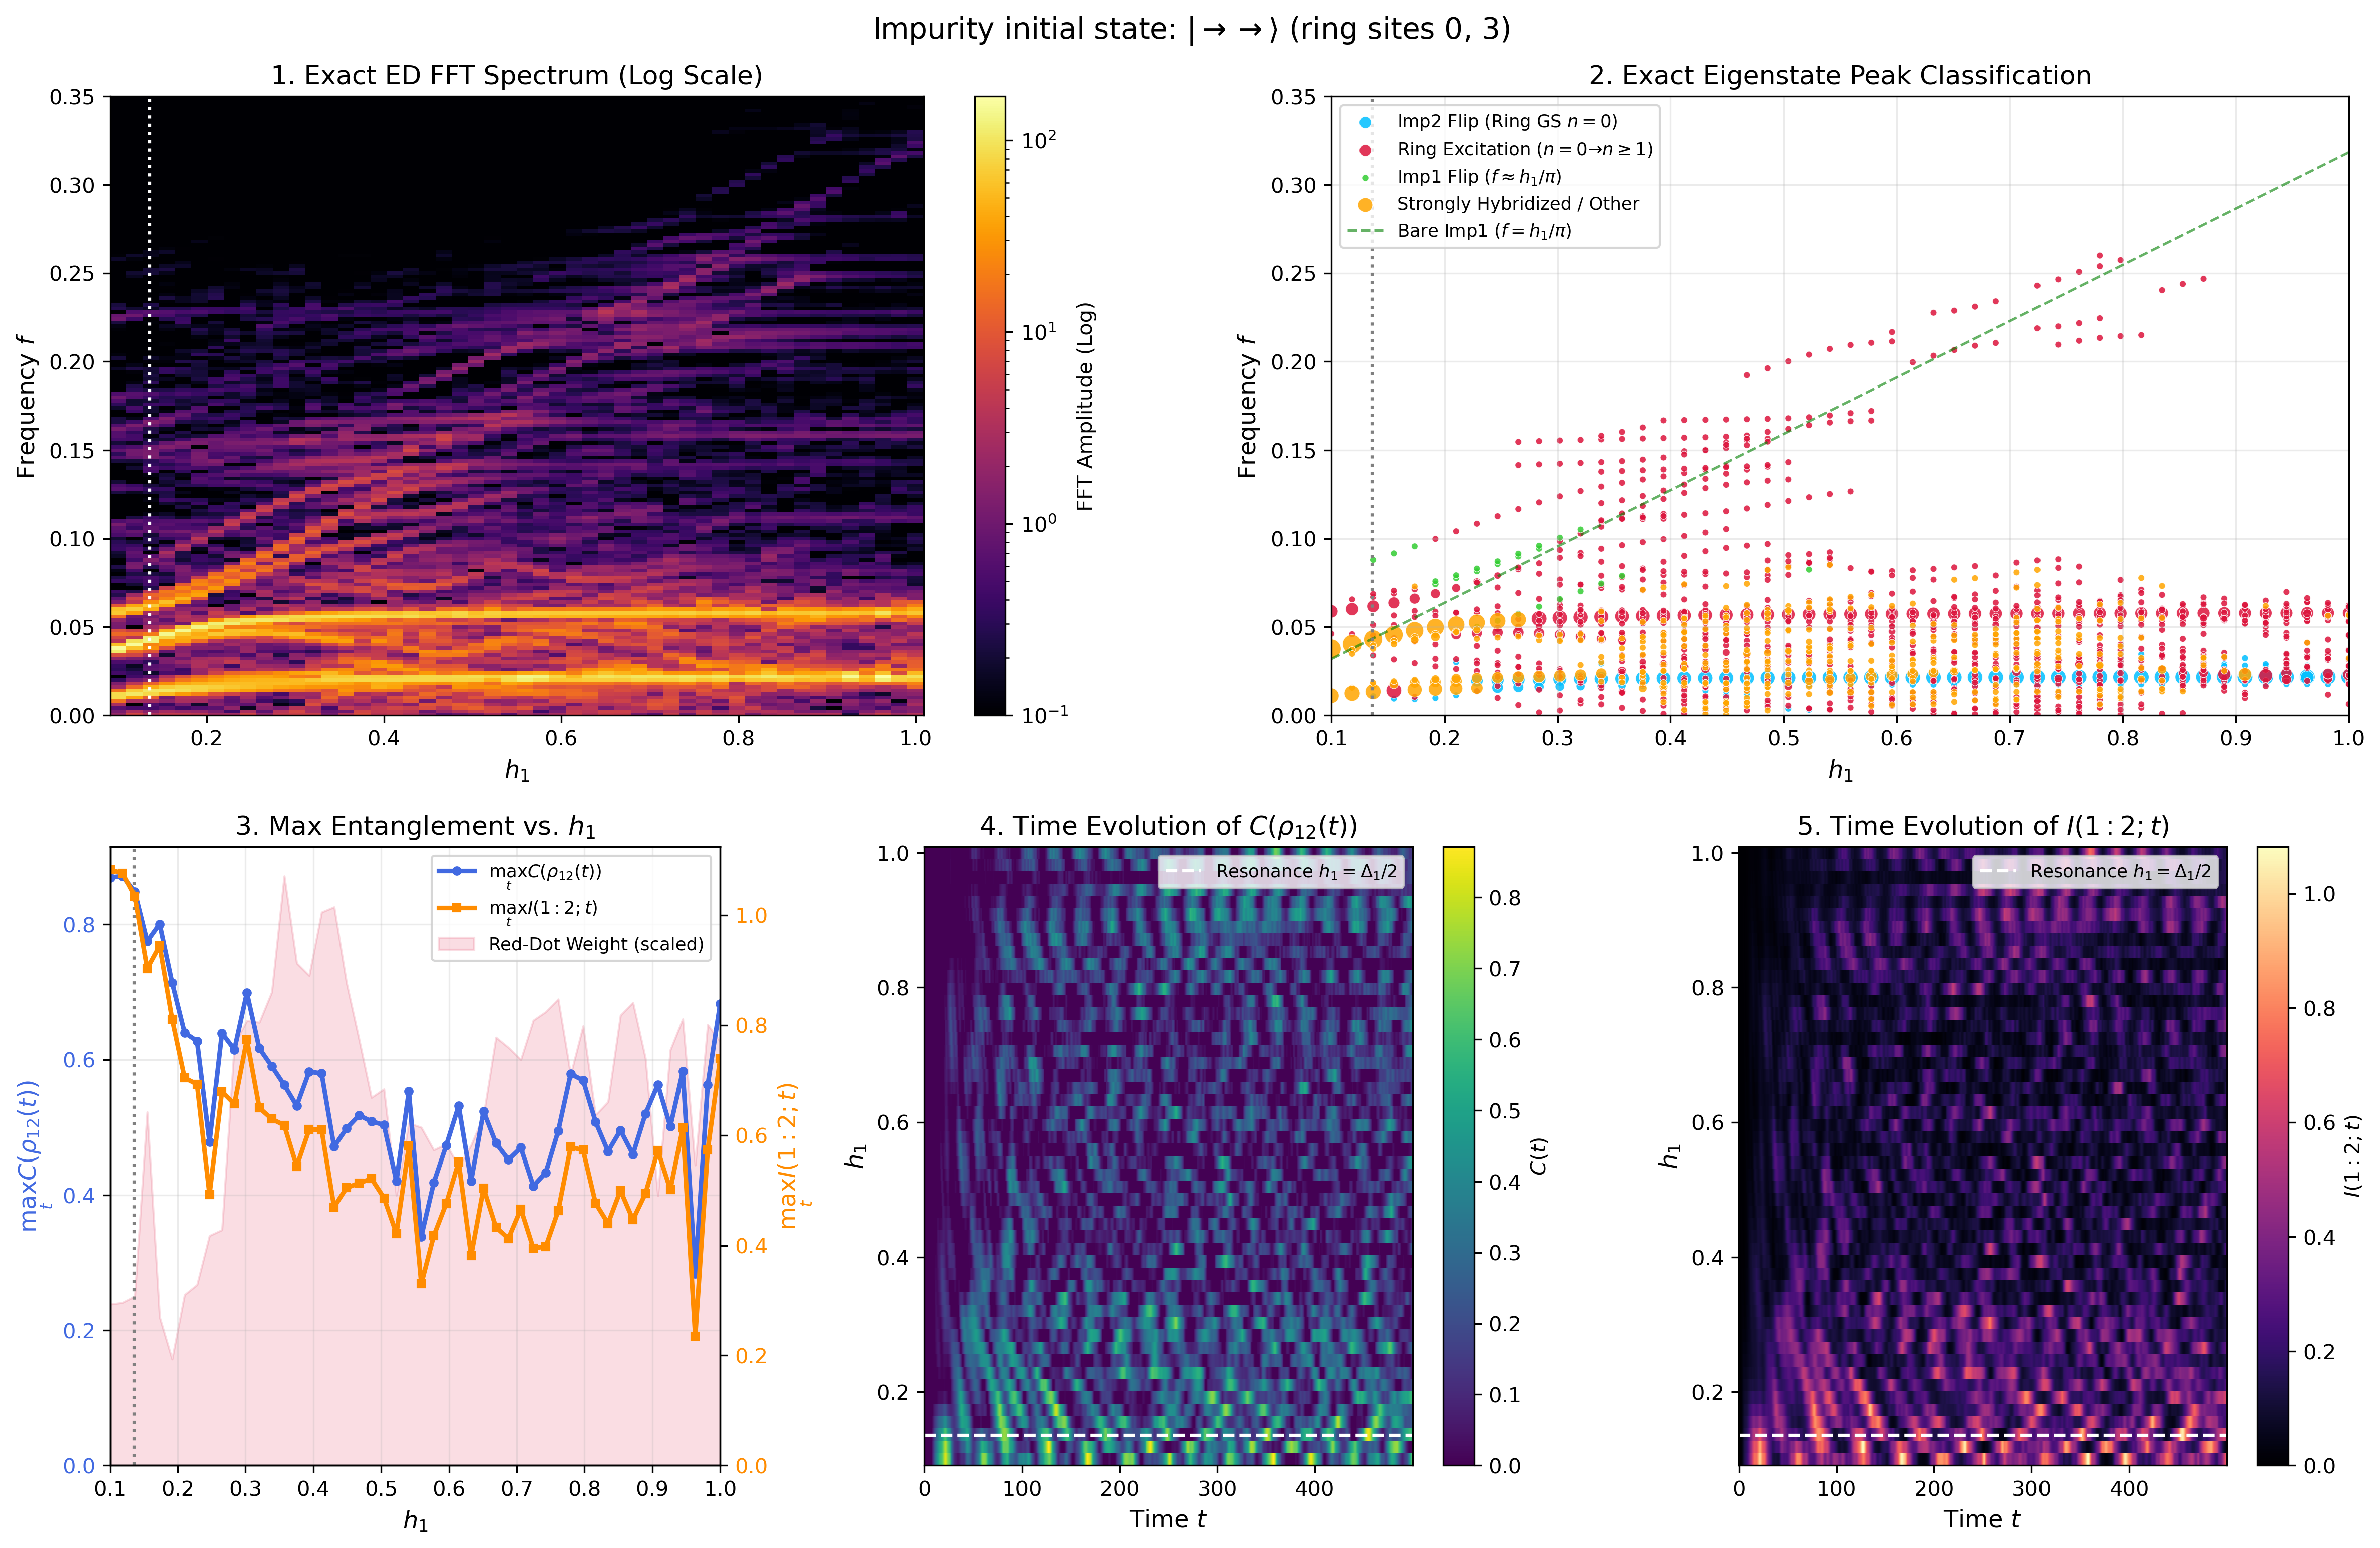 Impurity initial state: |→→⟩ (ring sites 0, 3)
1. Exact ED FFT Spectrum (Log Scale)
Frequency f
0.35
0.30
0.25
0.20
0.15
0.10
0.05
0.00
0.2
0.4
0.6
0.8
1.0
h₁
10²
10¹
10⁰
10⁻¹
FFT Amplitude (Log)
2. Exact Eigenstate Peak Classification
Frequency f
0.35
0.30
0.25
0.20
0.15
0.10
0.05
0.00
Imp2 Flip (Ring GS n = 0)
Ring Excitation (n = 0→n ≥ 1)
Imp1 Flip (f ≈ h₁/π)
Strongly Hybridized / Other
Bare Imp1 (f = h₁/π)
0.1
0.2
0.3
0.4
0.5
0.6
0.7
0.8
0.9
1.0
h₁
3. Max Entanglement vs. h₁
max C(ρ₁₂(t))
t
0.8
0.6
0.4
0.2
0.0
max C(ρ₁₂(t))
t
max I(1 : 2; t)
t
Red-Dot Weight (scaled)
1.0
0.8
0.6
0.4
0.2
0.0
max I(1 : 2; t)
t
0.1
0.2
0.3
0.4
0.5
0.6
0.7
0.8
0.9
1.0
h₁
4. Time Evolution of C(ρ₁₂(t))
h₁
1.0
0.8
0.6
0.4
0.2
Resonance h₁ = Δ₁/2
0
100
200
300
400
Time t
0.8
0.7
0.6
0.5
0.4
0.3
0.2
0.1
0.0
C(t)
5. Time Evolution of I(1 : 2; t)
h₁
1.0
0.8
0.6
0.4
0.2
Resonance h₁ = Δ₁/2
0
100
200
300
400
Time t
1.0
0.8
0.6
0.4
0.2
0.0
I(1 : 2; t)